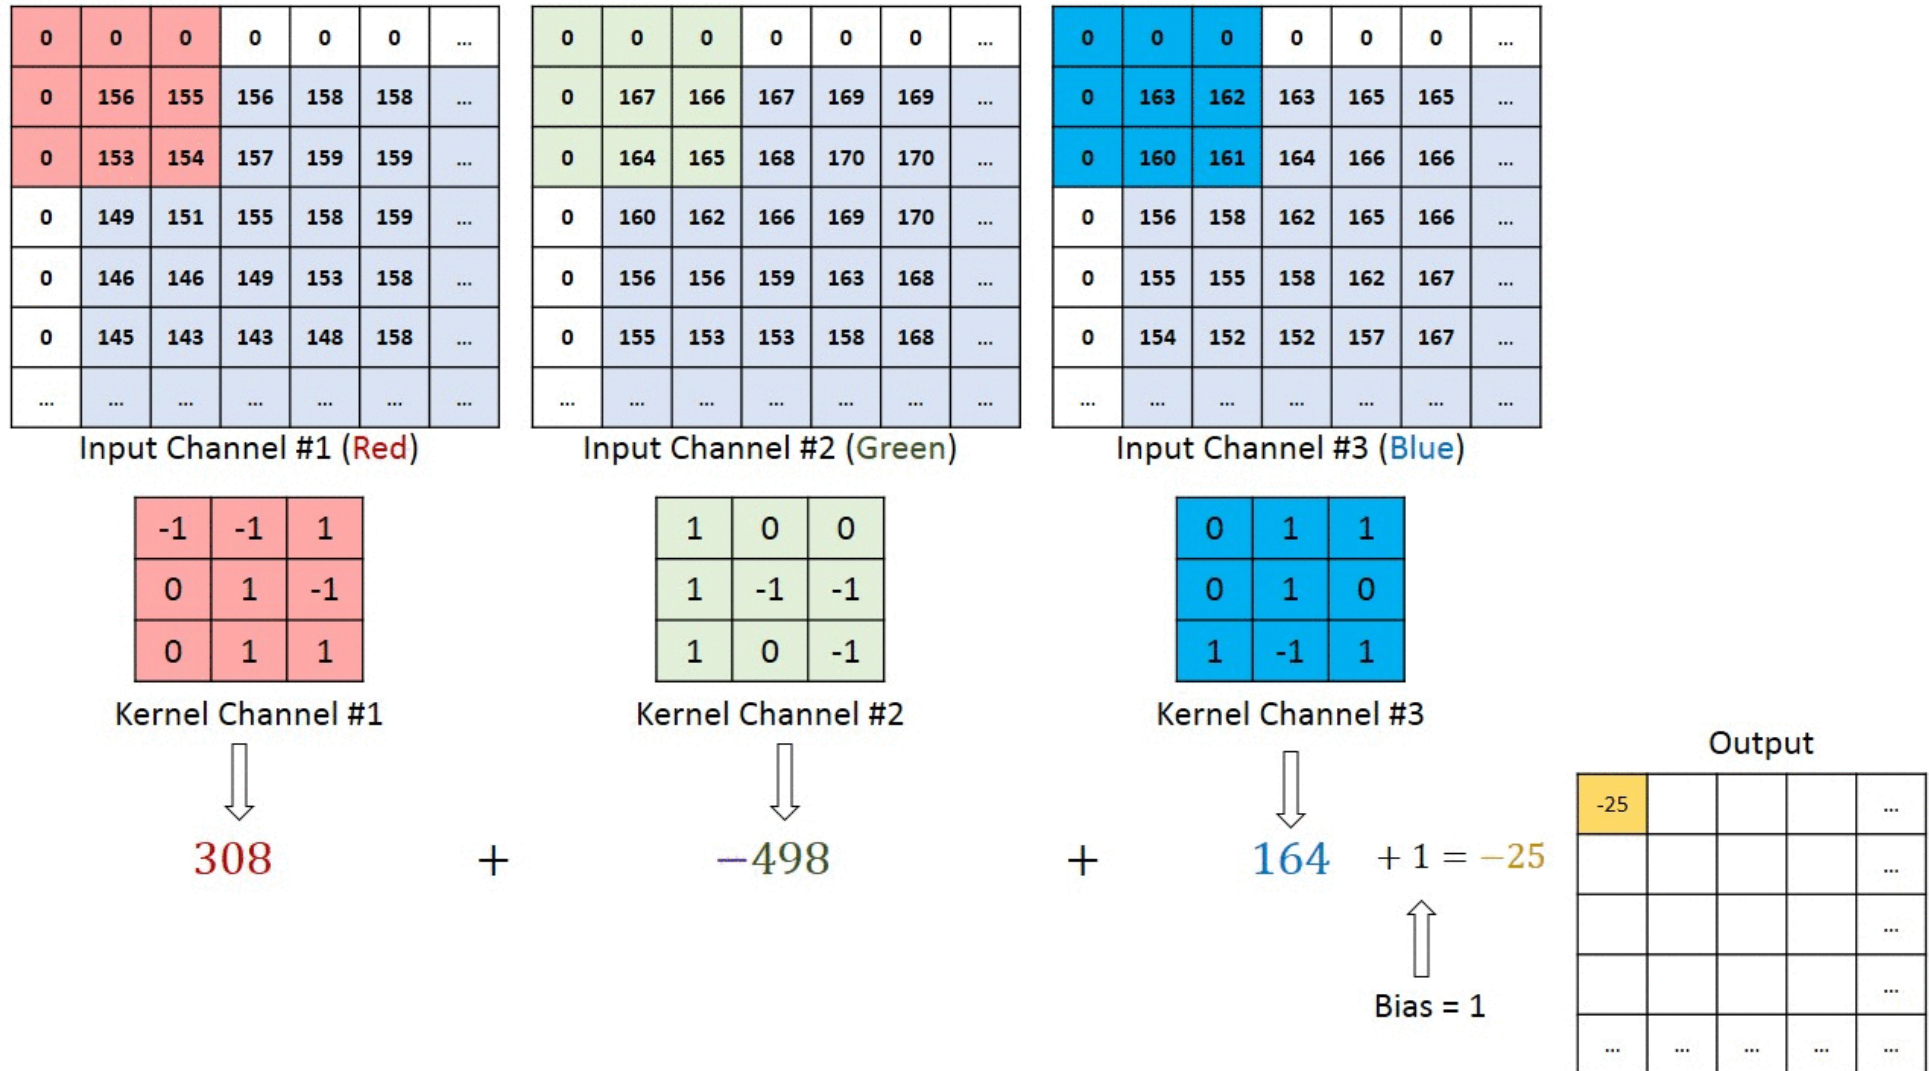 0 0 0 0 0 0 ...
0 156 155 156 158 158 ...
0 153 154 157 159 159 ...
0 149 151 155 158 159 ...
0 146 146 149 153 158 ...
0 145 143 143 148 158 ...
... ... ... ... ... ... ...
Input Channel #1 (Red)
0 0 0 0 0 0 ...
0 167 166 167 169 169 ...
0 164 165 168 170 170 ...
0 160 162 166 169 170 ...
0 156 156 159 163 168 ...
0 155 153 153 158 168 ...
... ... ... ... ... ... ...
Input Channel #2 (Green)
0 0 0 0 0 0 ...
0 163 162 163 165 165 ...
0 160 161 164 166 166 ...
0 156 158 162 165 166 ...
0 155 155 158 162 167 ...
0 154 152 152 157 167 ...
... ... ... ... ... ... ...
Input Channel #3 (Blue)
-1 -1 1
0 1 -1
0 1 1
Kernel Channel #1
1 0 0
1 -1 -1
1 0 -1
Kernel Channel #2
0 1 1
0 1 0
1 -1 1
Kernel Channel #3
308 + −498 + 164 + 1 = −25
Bias = 1
Output
-25 ...
...
...
...
... ... ... ... ...